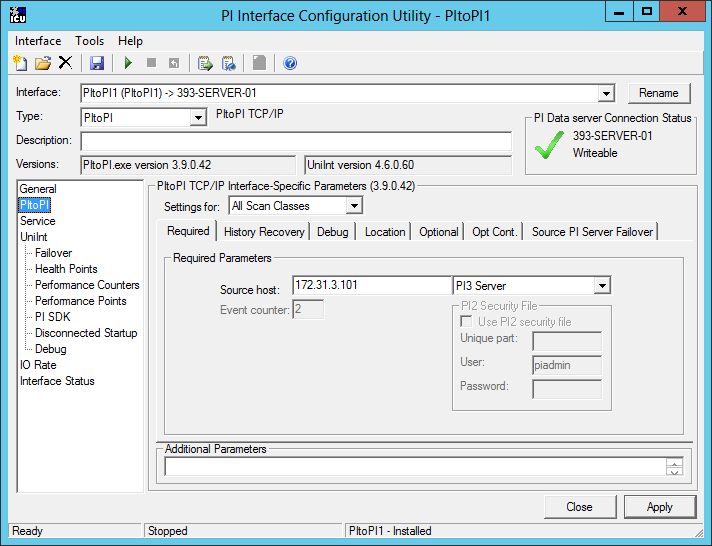 ICU
PI Interface Configuration Utility - PItoPI1
Interface Tools Help
Interface: PItoPI1 (PItoPI1) -> 393-SERVER-01 Rename
Type: PItoPI PItoPI TCP/IP
PI Data server Connection Status
393-SERVER-01
Writeable
Description:
Versions: PItoPI.exe version 3.9.0.42 UniInt version 4.6.0.60
General
PItoPI
Service
UniInt
Failover
Health Points
Performance Counters
Performance Points
PI SDK
Disconnected Startup
Debug
IO Rate
Interface Status
PItoPI TCP/IP Interface-Specific Parameters (3.9.0.42)
Settings for: All Scan Classes
Required History Recovery Debug Location Optional Opt Cont. Source PI Server Failover
Required Parameters
Source host: 172.31.3.101 PI3 Server
Event counter: 2
PI2 Security File
Use PI2 security file
Unique part:
User: piadmin
Password:
Additional Parameters
Close Apply
Ready Stopped PItoPI1 - Installed